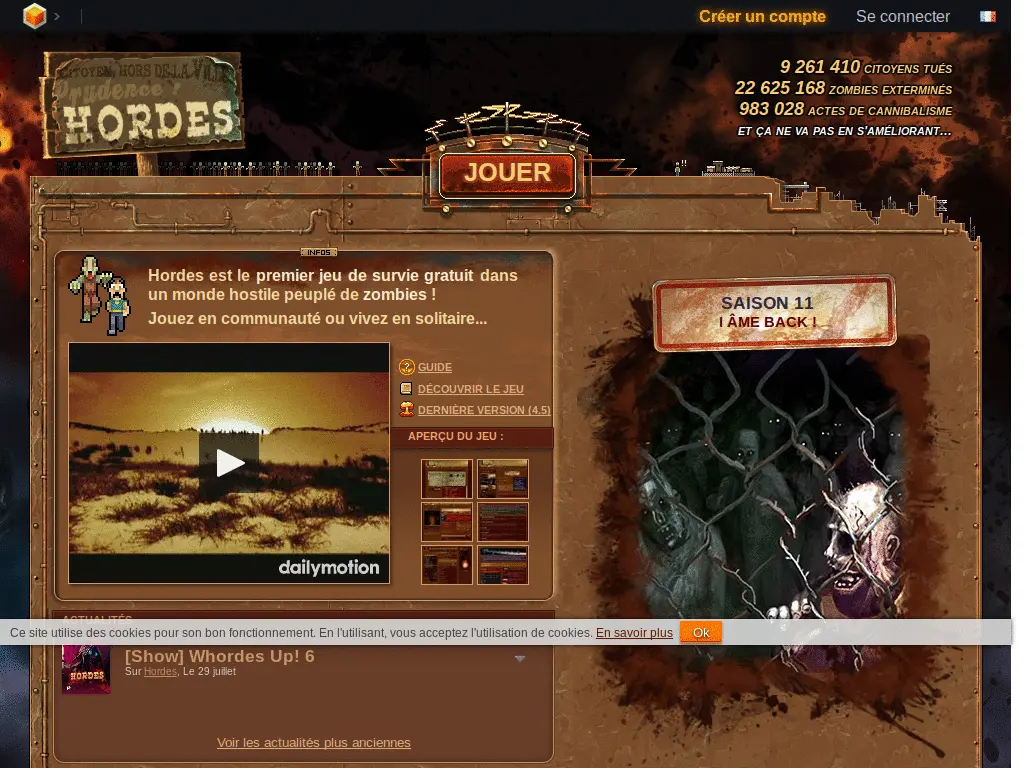 Créer un compte
Se connecter
CITOYEN, HORS DE LA VILLE
Prudence !
HORDES
9 261 410 CITOYENS TUÉS
22 625 168 ZOMBIES EXTERMINÉS
983 028 ACTES DE CANNIBALISME
ET ÇA NE VA PAS EN S'AMÉLIORANT...
JOUER
INFOS
Hordes est le premier jeu de survie gratuit dans
un monde hostile peuplé de zombies !
Jouez en communauté ou vivez en solitaire...
GUIDE
DÉCOUVRIR LE JEU
DERNIÈRE VERSION (4.5)
APERÇU DU JEU :
dailymotion
SAISON 11
I ÂME BACK !
ACTUALITÉS
Ce site utilise des cookies pour son bon fonctionnement. En l'utilisant, vous acceptez l'utilisation de cookies. En savoir plus
Ok
HORDES
[Show] Whordes Up! 6
Sur Hordes, Le 29 juillet
Voir les actualités plus anciennes